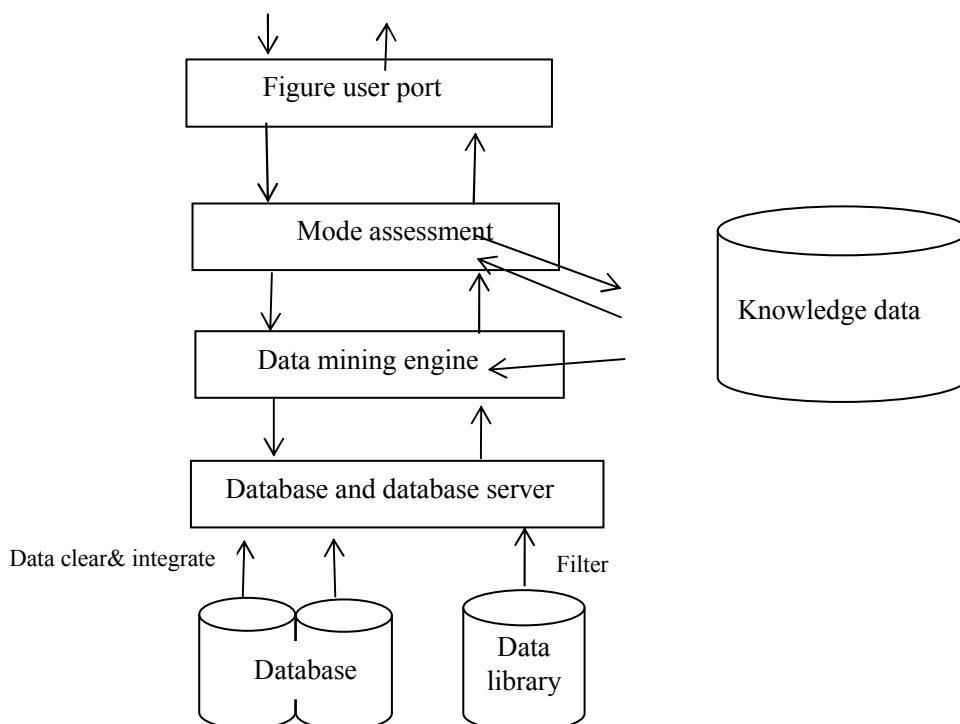 Figure user port
Mode assessment
Knowledge data
Data mining engine
Database and database server
Data clear& integrate
Filter
Database
Data
library